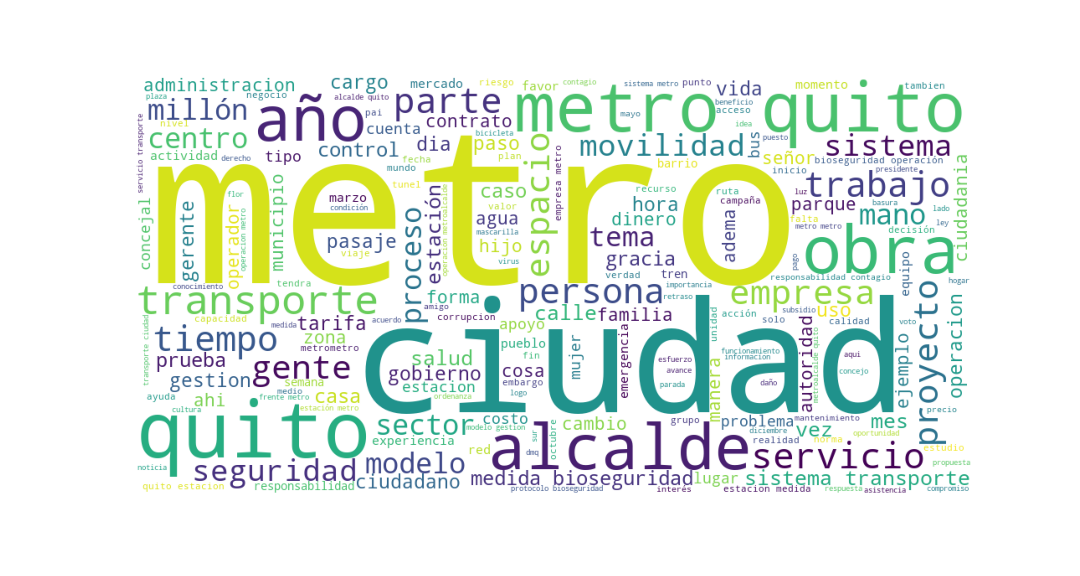 administracion
cargo
mercado
riesgo
contagio
sistema metro
punto
momento
tambien
plaza
negocio
alcalde quito
favor
vida
acceso
beneficio
millón
año
parte
metro quito
nivel
pai
cuenta
contrato
mayo
idea
puesto
centro
tipo
control
dia
paso
bicicleta
plan
espacio
movilidad
bus
señor
sistema
servicio transporte
actividad
derecho
fecha
mundo
caso
barrio
inicio
bioseguridad operación
presidente
concejal
gerente
operador
flor
operacion metro
municipio
marzo
condición
tunel
estación
valor
agua
mascarilla
empresa metro
recurso
hora
dinero
ruta
campaña
luz
parque
trabajo
basura
mano
lado
ley
ciudadania
metro
pasaje
viaje
proceso
hijo
virus
tema
gracia
verdad
tren
adema
falta
metro metro
decisión
obra
pago
tendra
conocimiento
forma
amigo
persona
importancia
responsabilidad contagio
equipo
hogar
transporte
capacidad
medida
tarifa
acuerdo
corrupcion
calle
familia
retraso
empresa
subsidio
uso
proyecto
operacion
tiempo
metrometro
zona
apoyo
pueblo
unidad
acción
solo
calidad
voto
transporte ciudad
prueba
gente
salud
gobierno
cosa
fin
mujer
emergencia
esfuerzo
avance
funcionamiento
informacion
autoridad
aqui
concejo
ejemplo
ciudad
gestion
semana
estacion
embargo
parada
manera
daño
metroalcalde quito
precio
ayuda
ahi
medio
casa
logo
ordenanza
cultura
frente metro
estación metro
quito
sector
costo
modelo gestion
cambio
grupo
problema
mantenimiento
vez
mes
oportunidad
experiencia
red
sur
dmq
octubre
alcalde
diciembre
realidad
norma
servicio
estudio
noticia
seguridad
modelo
propuesta
quito estacion
responsabilidad
ciudadano
medida bioseguridad
lugar
sistema transporte
protocolo bioseguridad
interés
estacion medida
respuesta
asistencia
compromiso